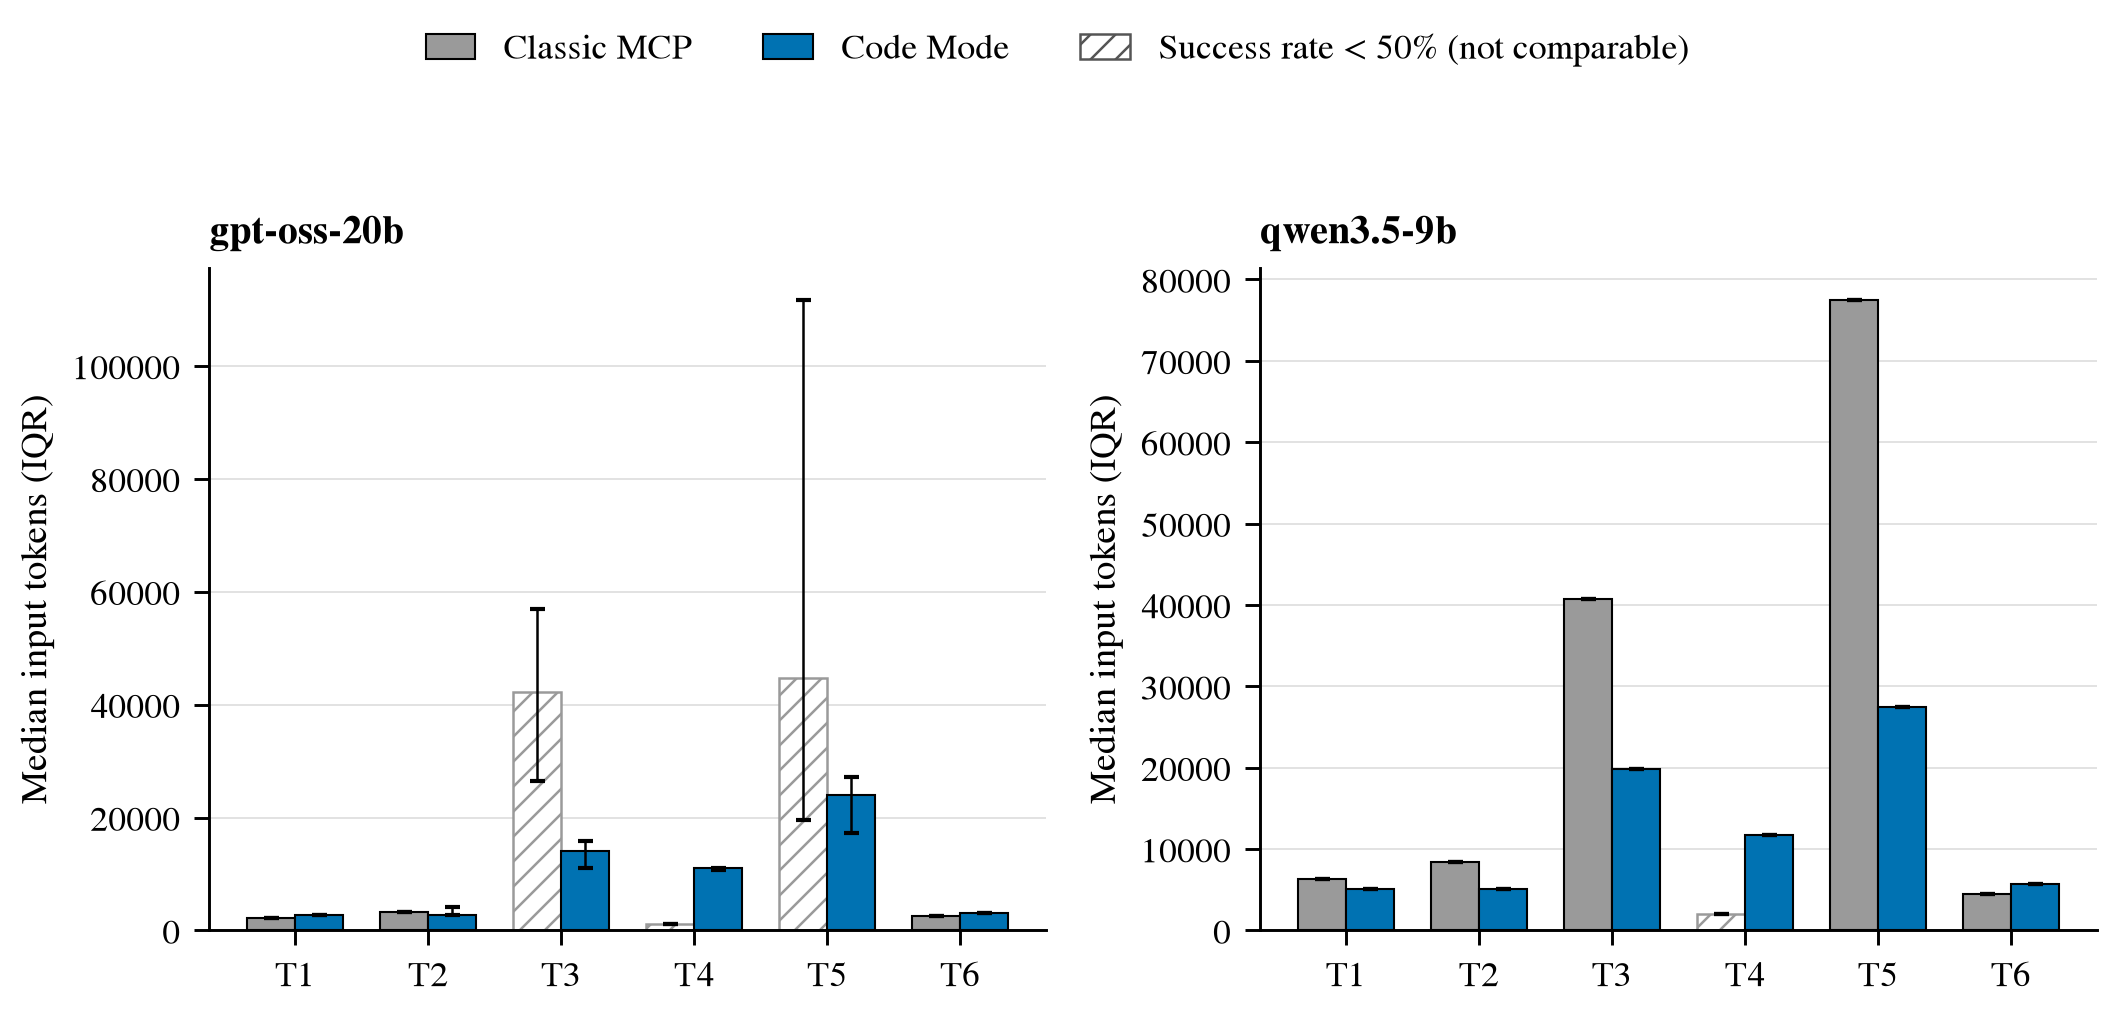 Classic MCP
Code Mode
Success rate < 50% (not comparable)
gpt-oss-20b
Median input tokens (IQR)
100000
80000
60000
40000
20000
0
T1 T2 T3 T4 T5 T6
qwen3.5-9b
Median input tokens (IQR)
80000
70000
60000
50000
40000
30000
20000
10000
0
T1 T2 T3 T4 T5 T6